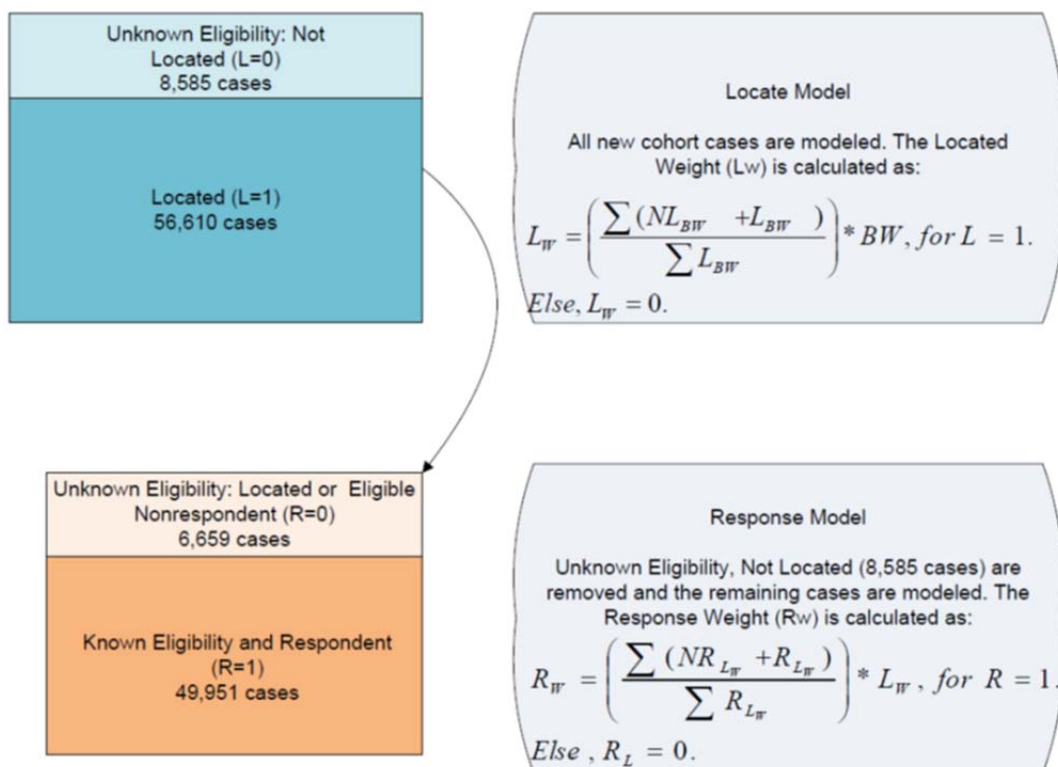 Unknown Eligibility: Not
Located (L=0)
8,585 cases
Located (L=1)
56,610 cases
Locate Model
All new cohort cases are modeled. The Located
Weight (Lw) is calculated as:
L_W = ( ∑ (NL_BW + L_BW ) / ∑ L_BW ) * BW, for L = 1.
Else, L_W = 0.
Unknown Eligibility: Located or Eligible
Nonrespondent (R=0)
6,659 cases
Known Eligibility and Respondent
(R=1)
49,951 cases
Response Model
Unknown Eligibility, Not Located (8,585 cases) are
removed and the remaining cases are modeled. The
Response Weight (Rw) is calculated as:
R_W = ( ∑ (NR_L_W + R_L_W ) / ∑ R_L_W ) * L_W , for R = 1.
Else , R_L = 0.